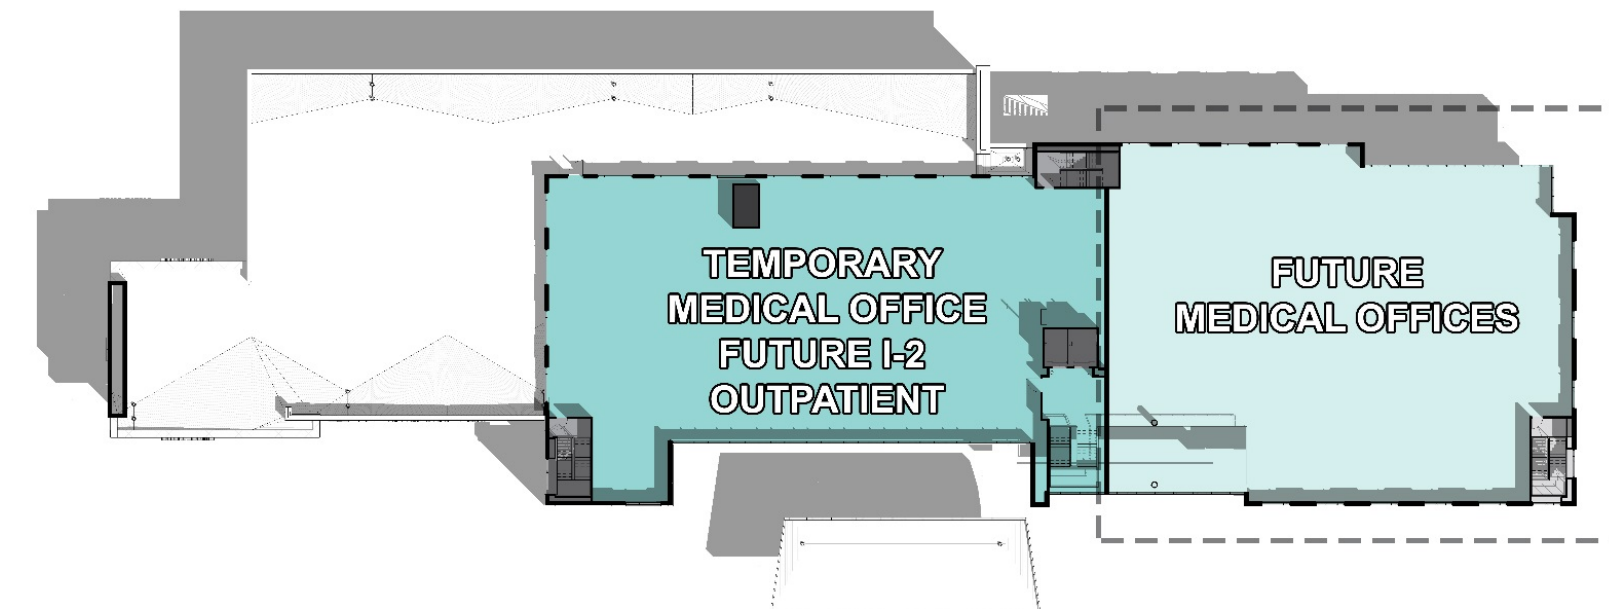 TEMPORARY
MEDICAL OFFICE
FUTURE I-2
OUTPATIENT
FUTURE
MEDICAL OFFICES